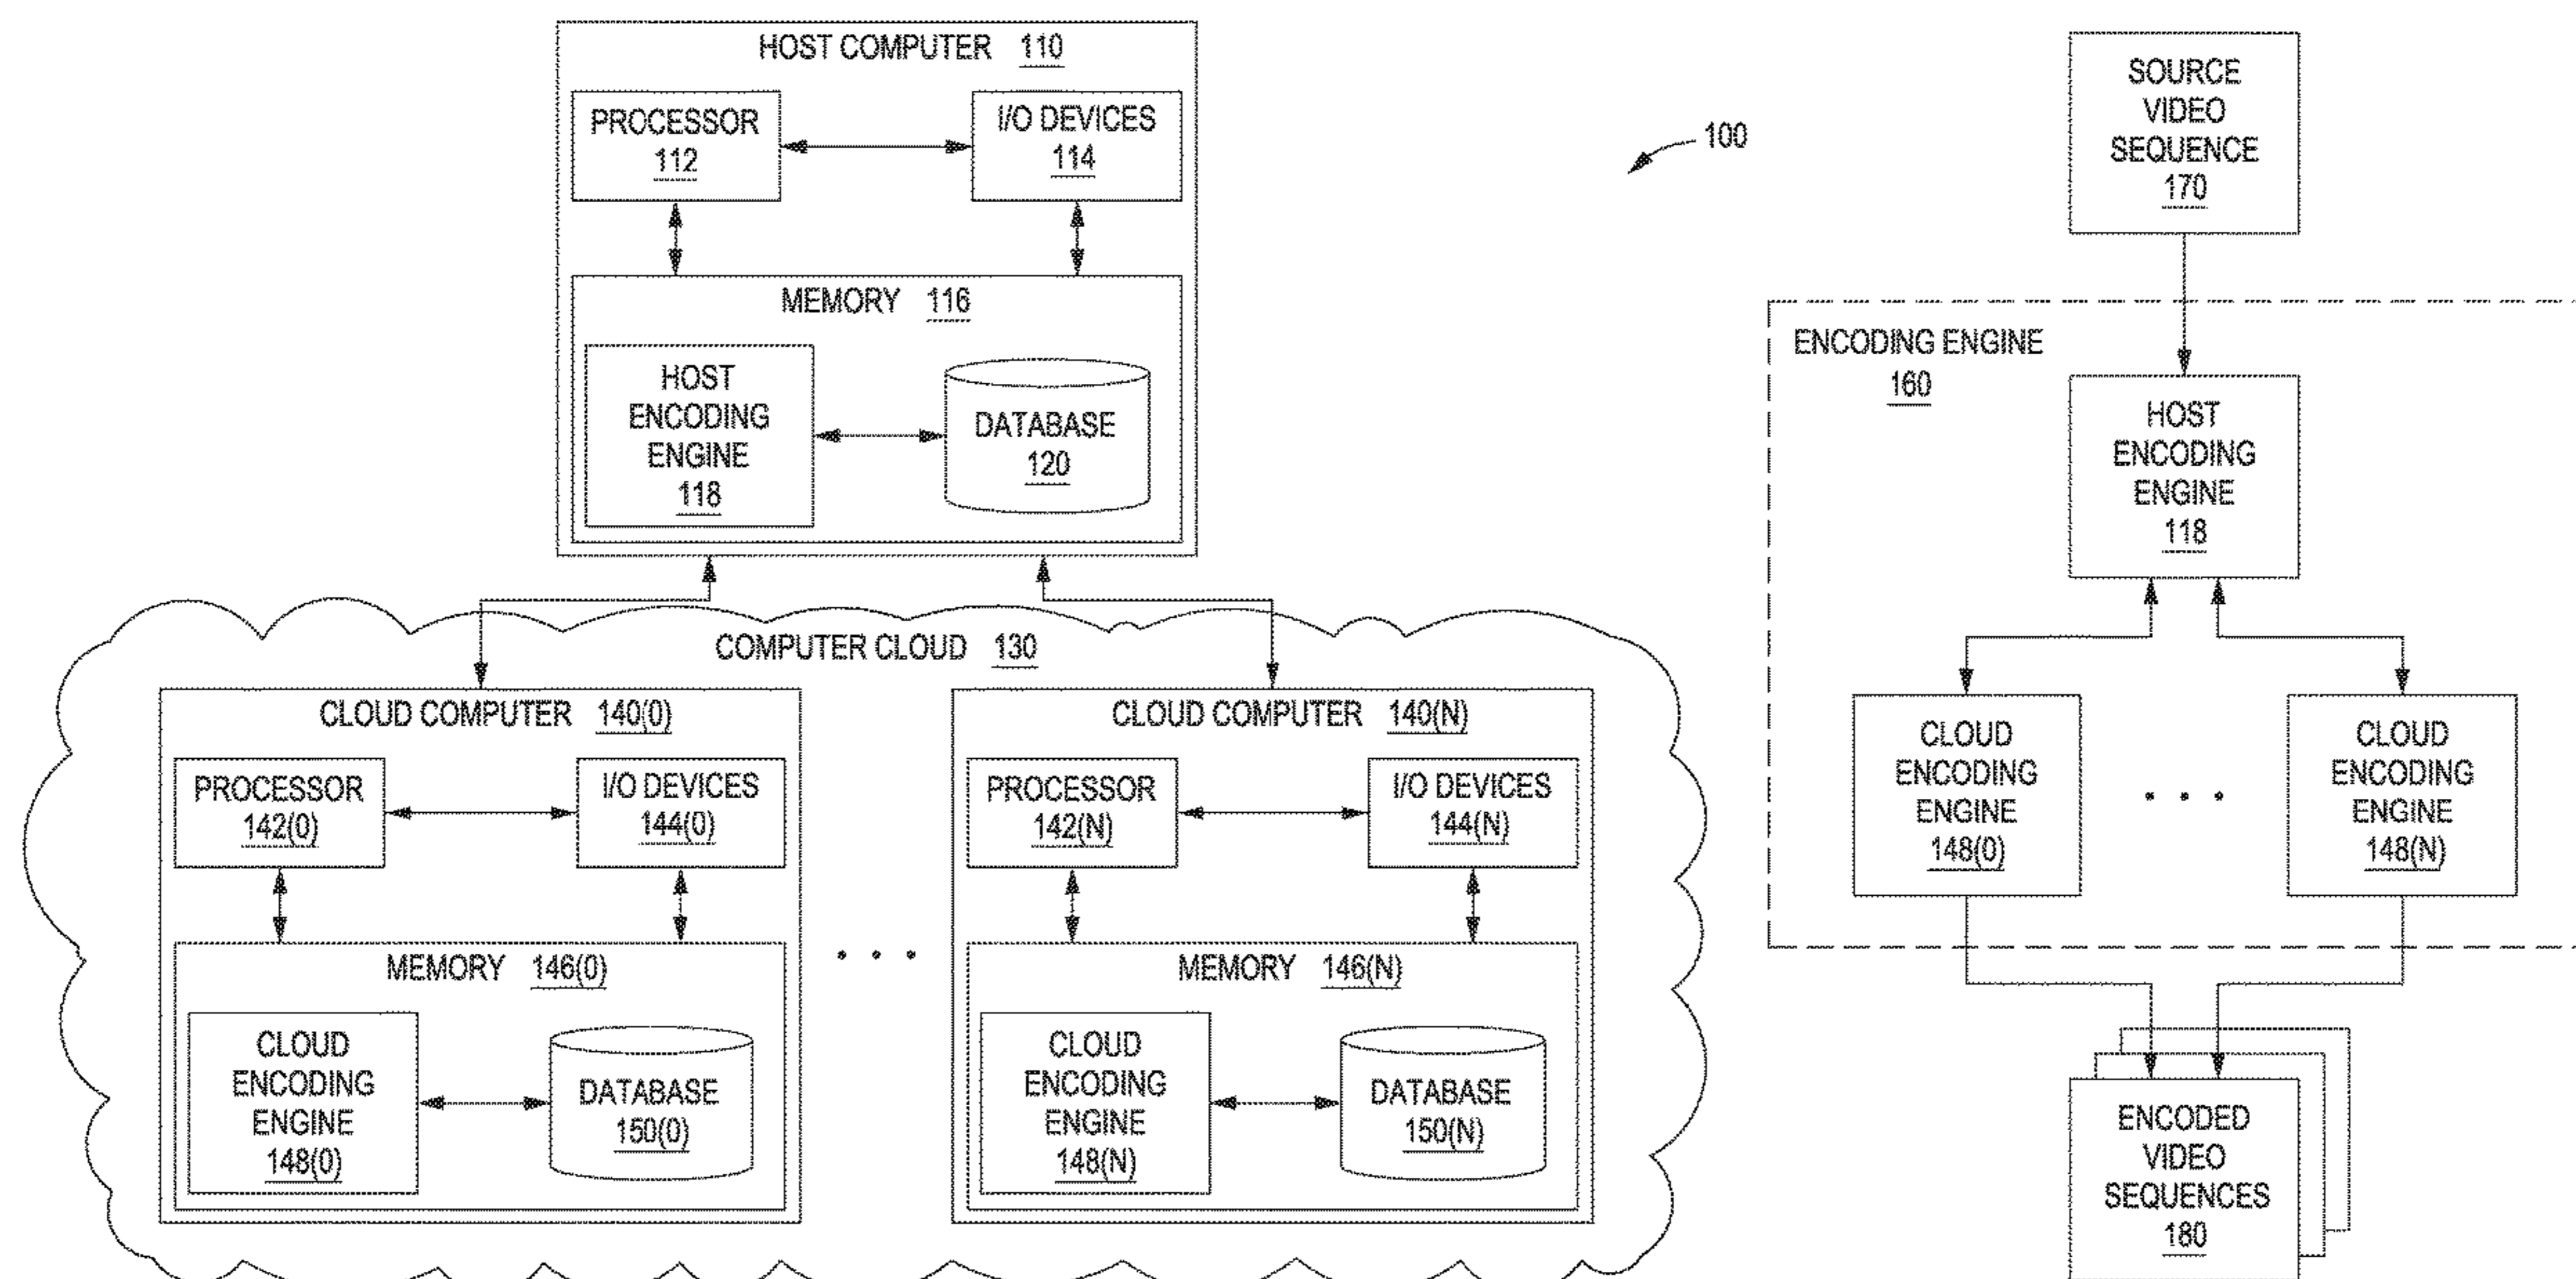 HOST COMPUTER 110
PROCESSOR
112
I/O DEVICES
114
MEMORY 116
HOST
ENCODING
ENGINE
118
DATABASE
120
COMPUTER CLOUD 130
CLOUD COMPUTER 140(0)
PROCESSOR
142(0)
I/O DEVICES
144(0)
MEMORY 146(0)
CLOUD
ENCODING
ENGINE
148(0)
DATABASE
150(0)
CLOUD COMPUTER 140(N)
PROCESSOR
142(N)
I/O DEVICES
144(N)
MEMORY 146(N)
CLOUD
ENCODING
ENGINE
148(N)
DATABASE
150(N)
100
SOURCE
VIDEO
SEQUENCE
170
ENCODING ENGINE
160
HOST
ENCODING
ENGINE
118
CLOUD
ENCODING
ENGINE
148(0)
CLOUD
ENCODING
ENGINE
148(N)
ENCODED
VIDEO
SEQUENCES
180